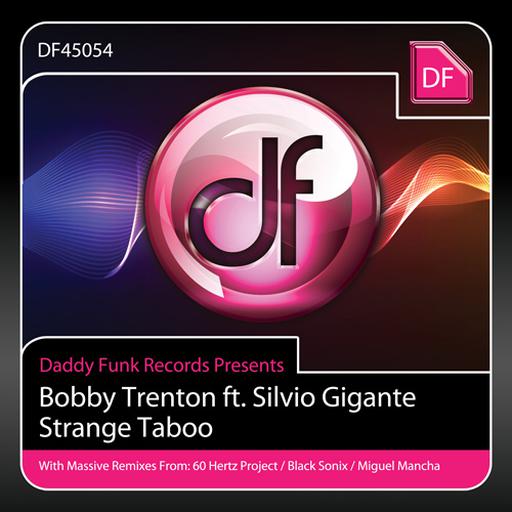 DF45054
DF
df
Daddy Funk Records Presents
Bobby Trenton ft. Silvio Gigante
Strange Taboo
With Massive Remixes From: 60 Hertz Project / Black Sonix / Miguel Mancha